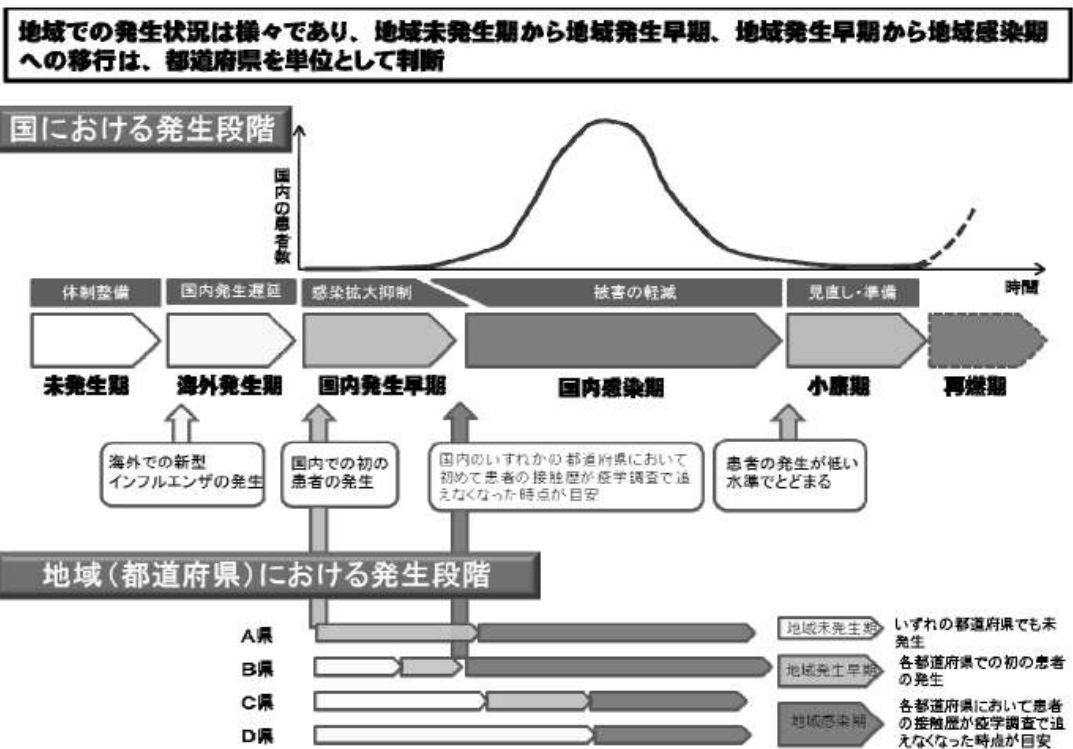 地域での発生状況は様々であり、地域未発生期から地域発生早期、地域発生早期から地域感染期
への移行は、都道府県を単位として判断
国における発生段階
国内の患者数
時間
体制整備
国内発生遅延
感染拡大抑制
被害の軽減
見直し・準備
未発生期
海外発生期
国内発生早期
国内感染期
小康期
再燃期
海外での新型
インフルエンザの発生
国内での初の
患者の発生
国内のいずれかの都道府県において
初めて患者の接触歴が疫学調査で追
えなくなった時点が目安
患者の発生が低い
水準でとどまる
地域(都道府県)における発生段階
A県
B県
C県
D県
地域未発生期
いずれの都道府県でも未
発生
地域発生早期
各都道府県での初の患者
の発生
地域感染期
各都道府県において患者
の接触歴が疫学調査で追
えなくなった時点が目安